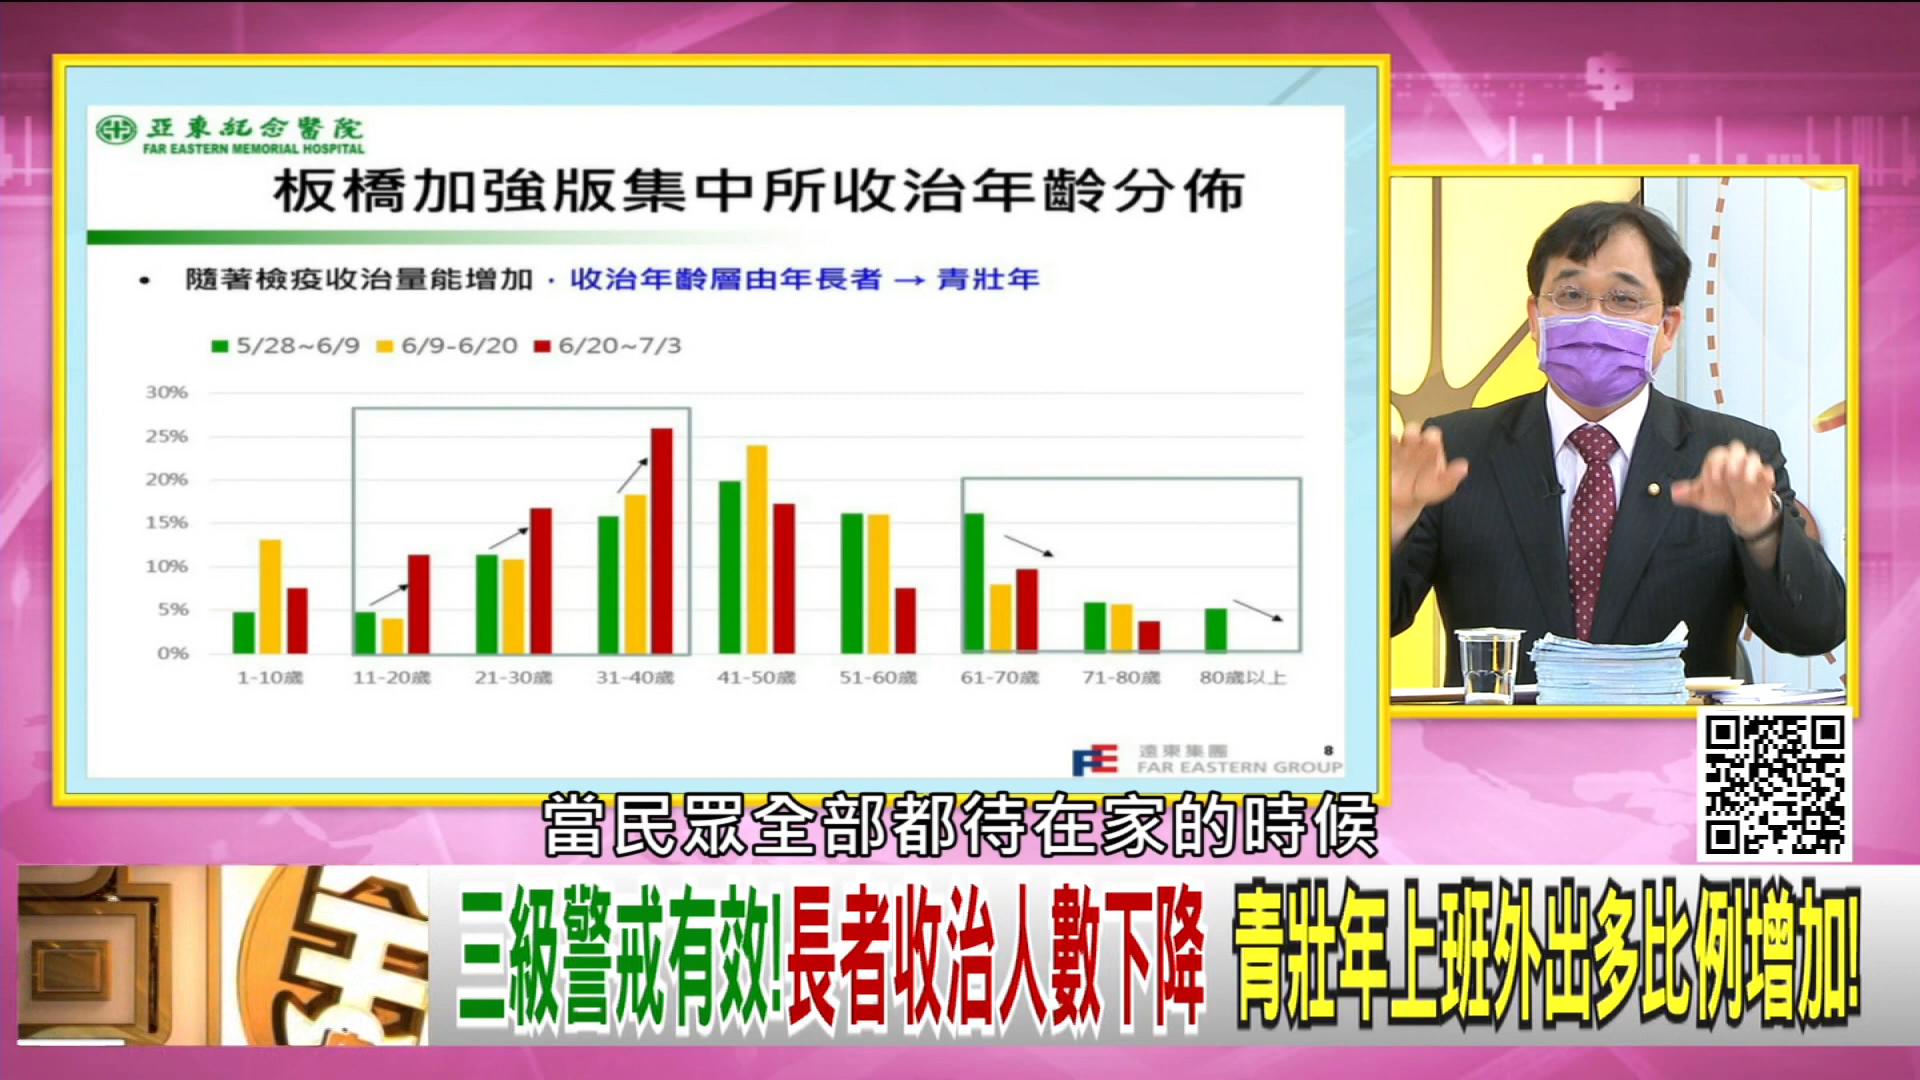 亞東紀念醫院
FAR EASTERN MEMORIAL HOSPITAL
板橋加強版集中所收治年齡分佈
• 隨著檢疫收治量能增加，收治年齡層由年長者 → 青壯年
5/28~6/9 6/9-6/20 6/20~7/3
30%
25%
20%
15%
10%
5%
0%
1-10歲 11-20歲 21-30歲 31-40歲 41-50歲 51-60歲 61-70歲 71-80歲 80歲以上
遠東集團
FAR EASTERN GROUP
8
當民眾全部都待在家的時候
三級警戒有效!長者收治人數下降 青壯年上班外出多比例增加!